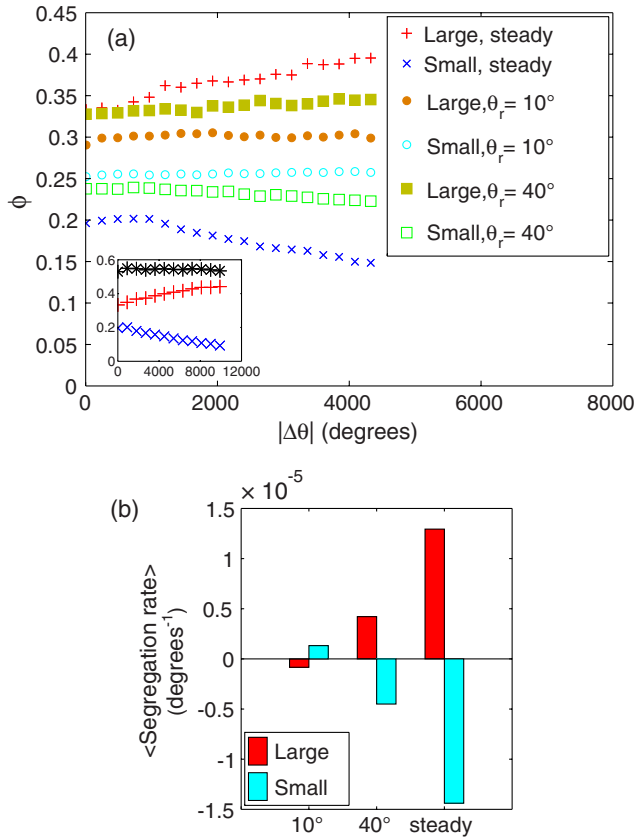 (a)
0.45
0.4
0.35
0.3
0.25
0.2
0.15
0.1
0.05
0
ϕ
Large, steady
Small, steady
Large,θr= 10°
Small,θr= 10°
Large,θr= 40°
Small,θr= 40°
0.6
0.4
0.2
0
0 4000 8000 12000
0 2000 4000 6000 8000
|Δθ| (degrees)
(b)
× 10-5
1.5
1
0.5
0
-0.5
-1
-1.5
<Segregation rate>
(degrees-1)
Large
Small
10° 40° steady